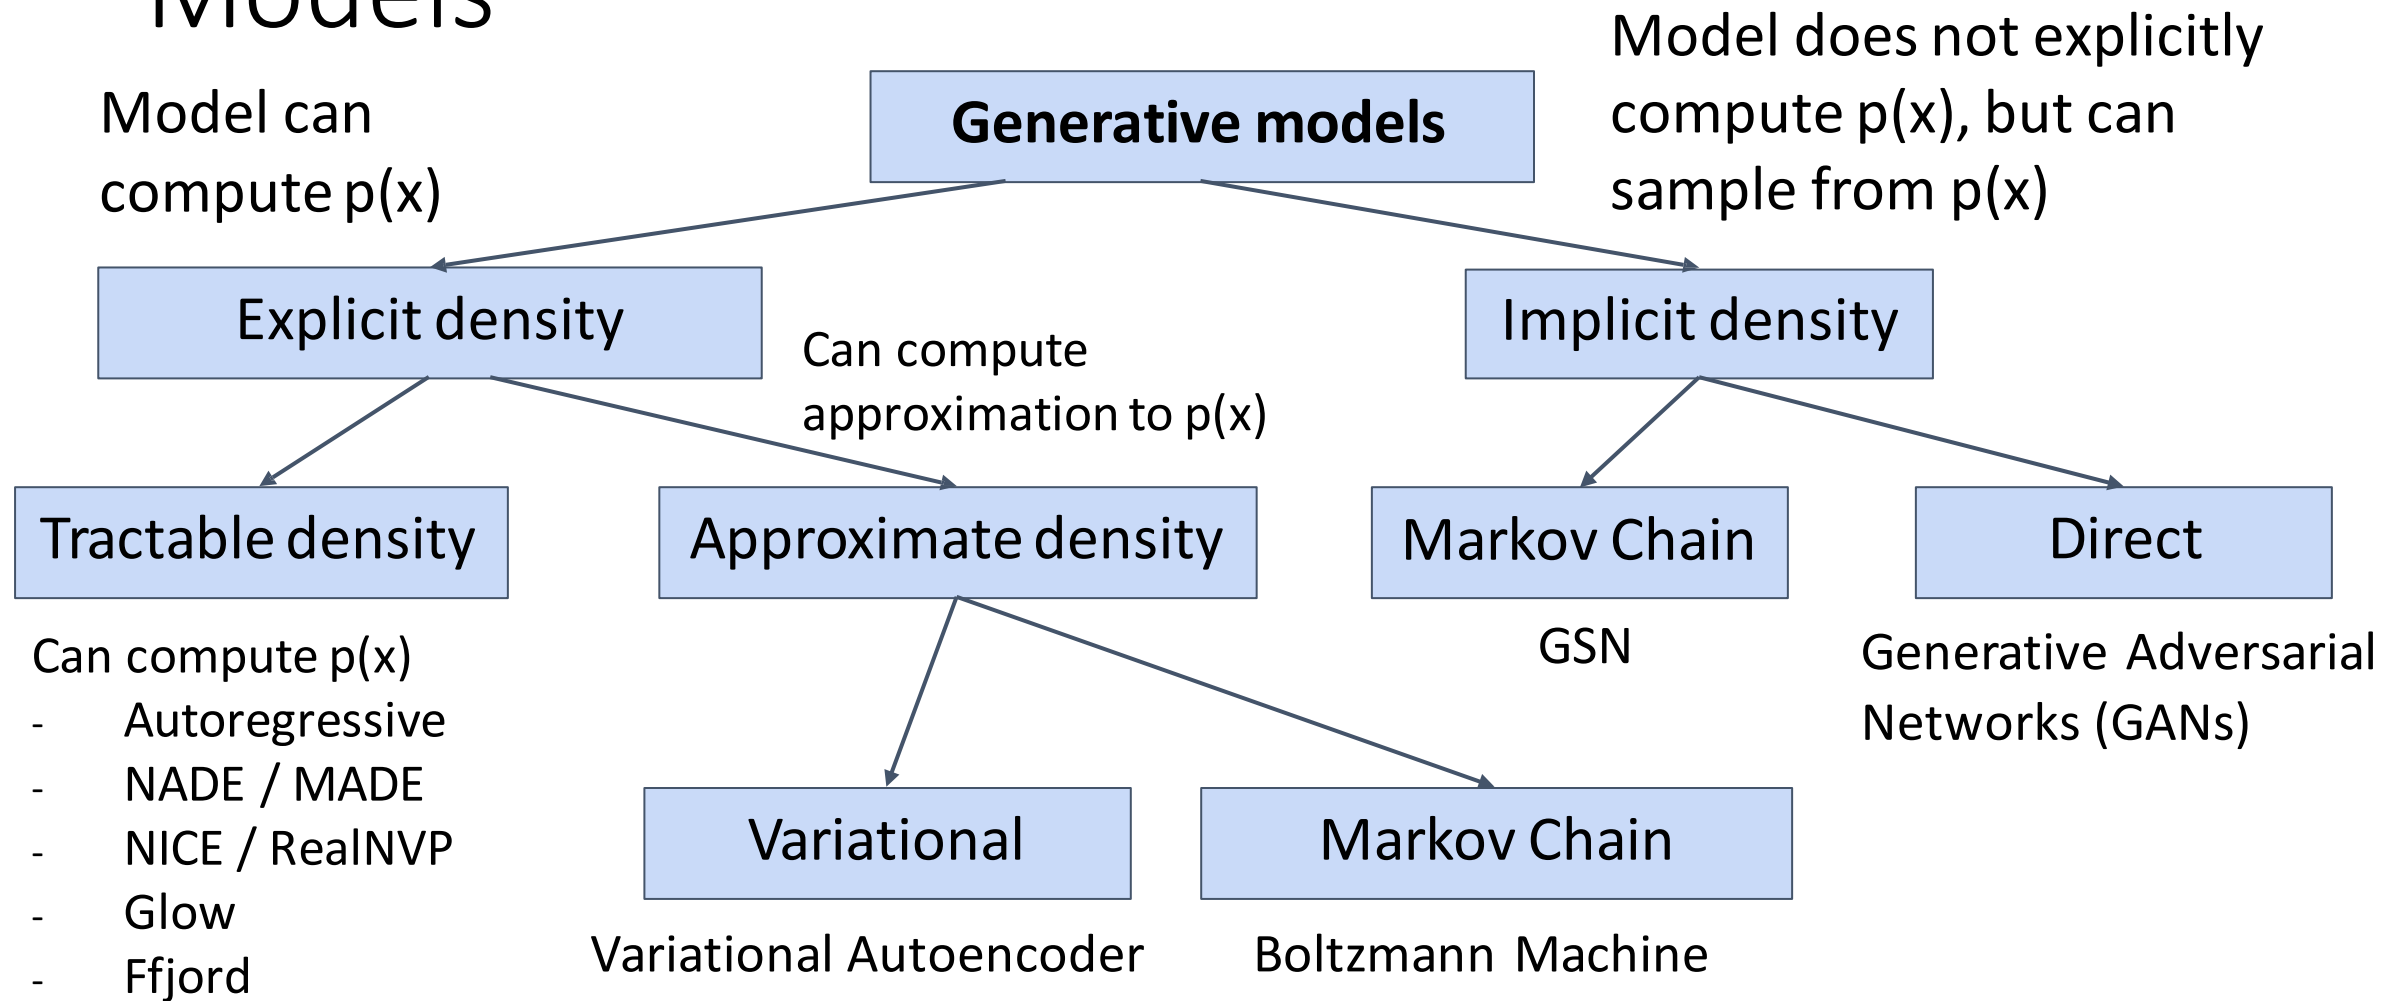 Models
Model can
compute p(x)
Generative models
Model does not explicitly
compute p(x), but can
sample from p(x)
Explicit density
Can compute
approximation to p(x)
Implicit density
Tractable density
Approximate density
Markov Chain
Direct
Can compute p(x)
- Autoregressive
- NADE / MADE
- NICE / RealNVP
- Glow
- Ffjord
GSN
Generative Adversarial
Networks (GANs)
Variational
Markov Chain
Variational Autoencoder
Boltzmann Machine